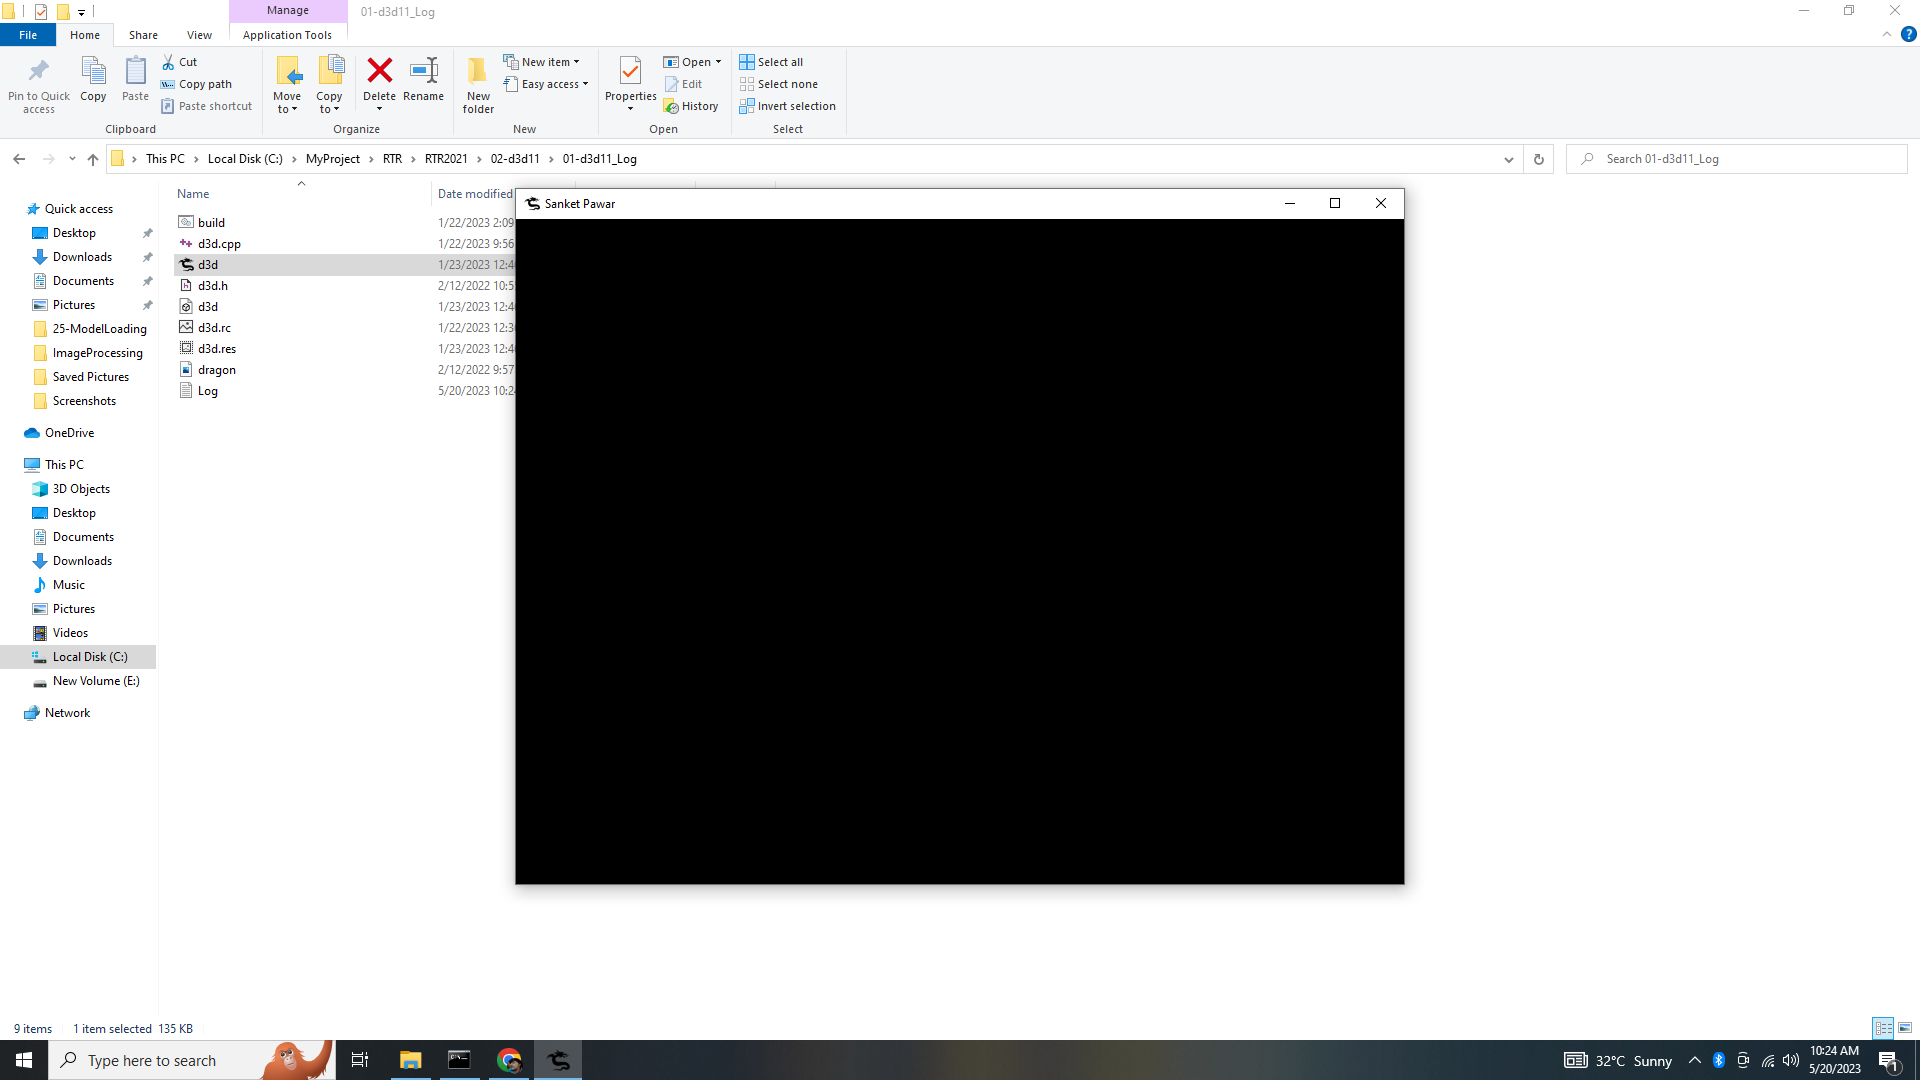 Manage
01-d3d11_Log
File
Home
Share
View
Application Tools
Pin to Quick access
Copy
Paste
Cut
Copy path
Paste shortcut
Clipboard
Move to
Copy to
Delete
Rename
Organize
New folder
New item
Easy access
New
Properties
Open
Edit
History
Open
Select all
Select none
Invert selection
Select
This PC > Local Disk (C:) > MyProject > RTR > RTR2021 > 02-d3d11 > 01-d3d11_Log
Search 01-d3d11_Log
Name
Date modified
build 1/22/2023 2:09
d3d.cpp 1/22/2023 9:56
d3d 1/23/2023 12:4
d3d.h 2/12/2022 10:5
d3d 1/23/2023 12:4
d3d.rc 1/22/2023 12:3
d3d.res 1/23/2023 12:4
dragon 2/12/2022 9:57
Log 5/20/2023 10:2
Sanket Pawar
Quick access
Desktop
Downloads
Documents
Pictures
25-ModelLoading
ImageProcessing
Saved Pictures
Screenshots
OneDrive
This PC
3D Objects
Desktop
Documents
Downloads
Music
Pictures
Videos
Local Disk (C:)
New Volume (E:)
Network
9 items
1 item selected 135 KB
Type here to search
32°C Sunny
10:24 AM
5/20/2023
1